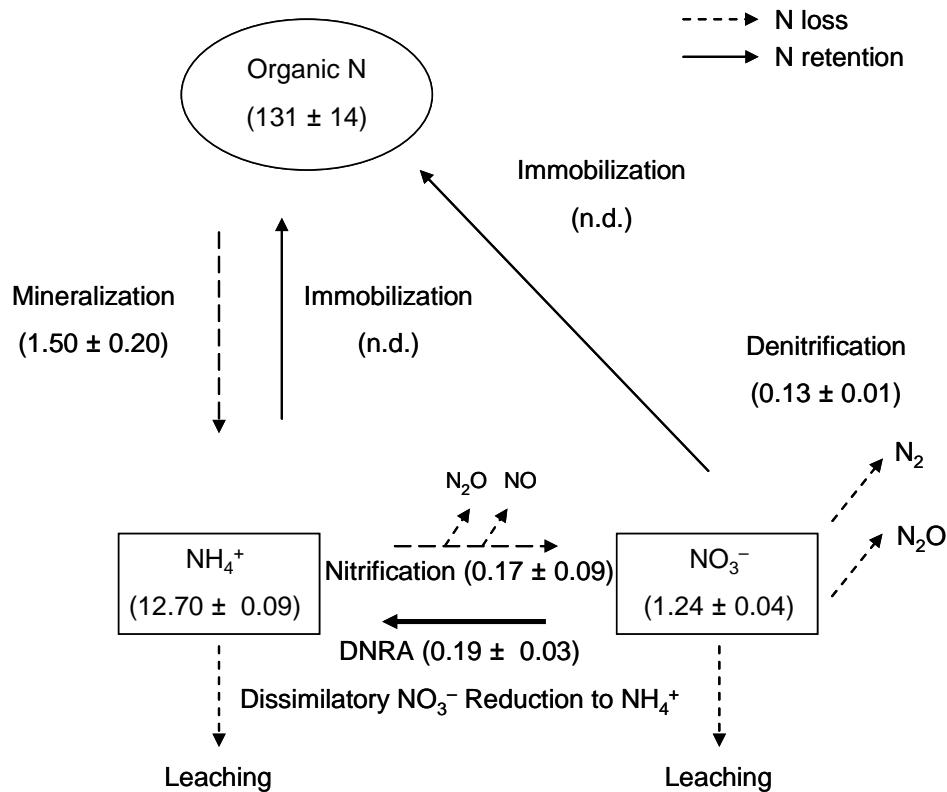 N loss
N retention
Organic N
(131 ± 14)
Immobilization
(n.d.)
Mineralization
(1.50 ± 0.20)
Immobilization
(n.d.)
Denitrification
(0.13 ± 0.01)
N₂
N₂O
N₂O NO
NH₄⁺
(12.70 ± 0.09)
Nitrification (0.17 ± 0.09)
NO₃⁻
(1.24 ± 0.04)
DNRA (0.19 ± 0.03)
Dissimilatory NO₃⁻ Reduction to NH₄⁺
Leaching
Leaching